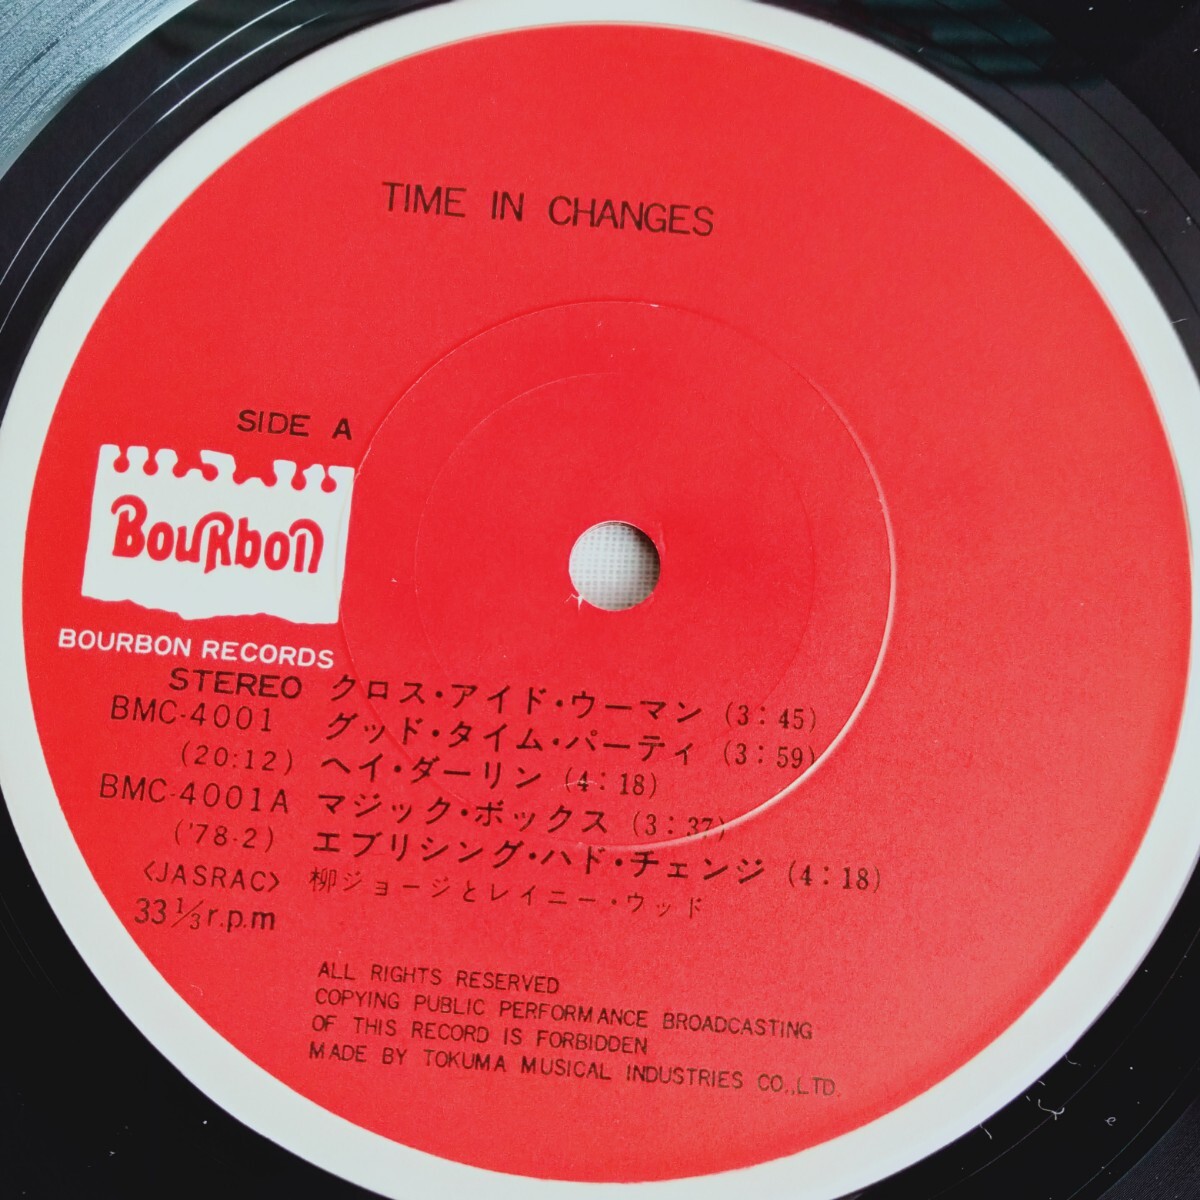 TIME IN CHANGES
SIDE A
BouRbon
BOURBON RECORDS
STEREO クロス・アイド・ウーマン (3:45)
BMC-4001 グッド・タイム・パーティ (3:59)
(20:12) ヘイ・ダーリン (4:18)
BMC-4001A マジック・ボックス (3:37)
('78-2) エブリシング・ハド・チェンジ (4:18)
<JASRAC> 柳ジョージとレイニー・ウッド
33 1/3 r.p.m
ALL RIGHTS RESERVED
COPYING PUBLIC PERFORMANCE BROADCASTING
OF THIS RECORD IS FORBIDDEN
MADE BY TOKUMA MUSICAL INDUSTRIES CO.,LTD.